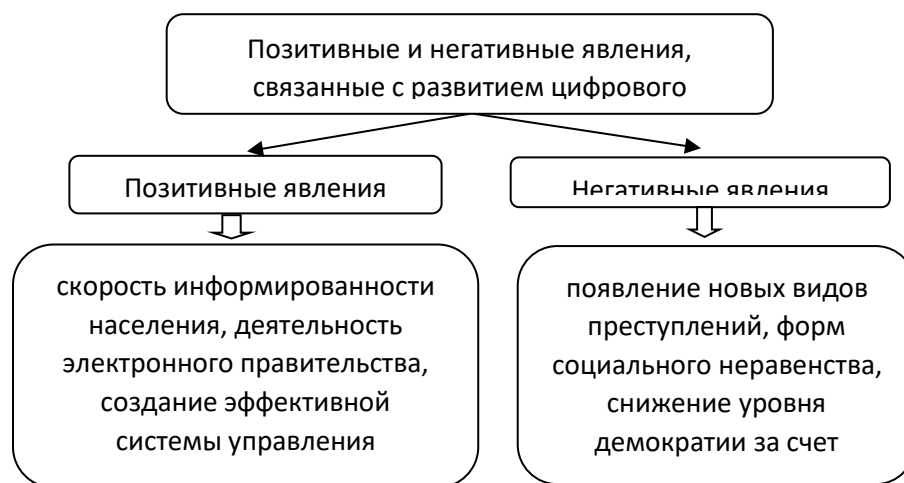 Позитивные и негативные явления,
связанные с развитием цифрового
Позитивные явления
Негативные явления
скорость информированности
населения, деятельность
электронного правительства,
создание эффективной
системы управления
появление новых видов
преступлений, форм
социального неравенства,
снижение уровня
демократии за счет